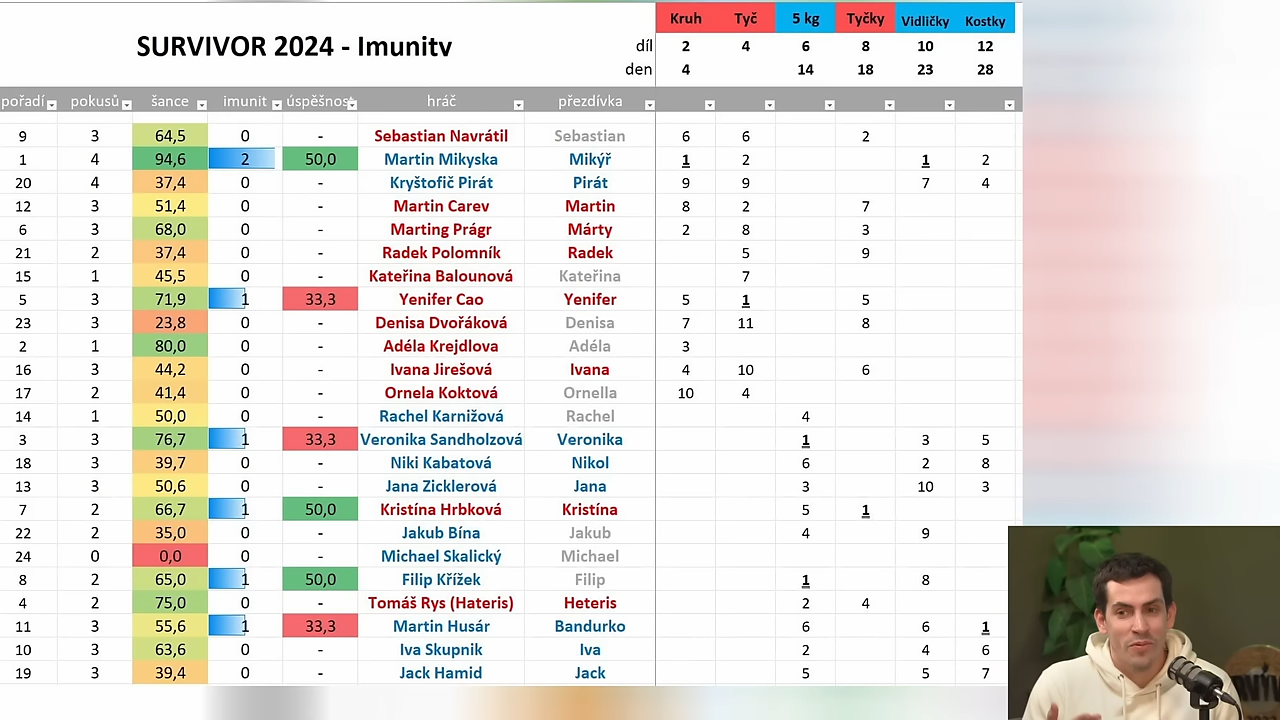 Kruh Tyč 5 kg Tyčky Vidličky Kostky
SURVIVOR 2024 - Imunitv díl 2 4 6 8 10 12
den 4 14 18 23 28
pořadí pokusů šance imunit úspěšnost hráč přezdívka
9 3 64,5 0 - Sebastian Navrátil Sebastian 6 6 2
1 4 94,6 2 50,0 Martin Mikyska Mikýř 1 2 1 2
20 4 37,4 0 - Kryštofič Pirát Pirát 9 9 7 4
12 3 51,4 0 - Martin Carev Martin 8 2 7
6 3 68,0 0 - Marting Prágr Márty 2 8 3
21 2 37,4 0 - Radek Polomník Radek 5 9
15 1 45,5 0 - Kateřina Balounová Kateřina 7
5 3 71,9 1 33,3 Yenifer Cao Yenifer 5 1 5
23 3 23,8 0 - Denisa Dvořáková Denisa 7 11 8
2 1 80,0 0 - Adéla Krejdlova Adéla 3
16 3 44,2 0 - Ivana Jirešová Ivana 4 10 6
17 2 41,4 0 - Ornela Koktová Ornella 10 4
14 1 50,0 0 - Rachel Karnižová Rachel 4
3 3 76,7 1 33,3 Veronika Sandholzová Veronika 1 3 5
18 3 39,7 0 - Niki Kabatová Nikol 6 2 8
13 3 50,6 0 - Jana Zicklerová Jana 3 10 3
7 2 66,7 1 50,0 Kristína Hrbková Kristína 5 1
22 2 35,0 0 - Jakub Bína Jakub 4 9
24 0 0,0 0 - Michael Skalický Michael
8 2 65,0 1 50,0 Filip Křížek Filip 1 8
4 2 75,0 0 - Tomáš Rys (Hateris) Heteris 2 4
11 3 55,6 1 33,3 Martin Husár Bandurko 6 6 1
10 3 63,6 0 - Iva Skupnik Iva 2 4 6
19 3 39,4 0 - Jack Hamid Jack 5 5 7